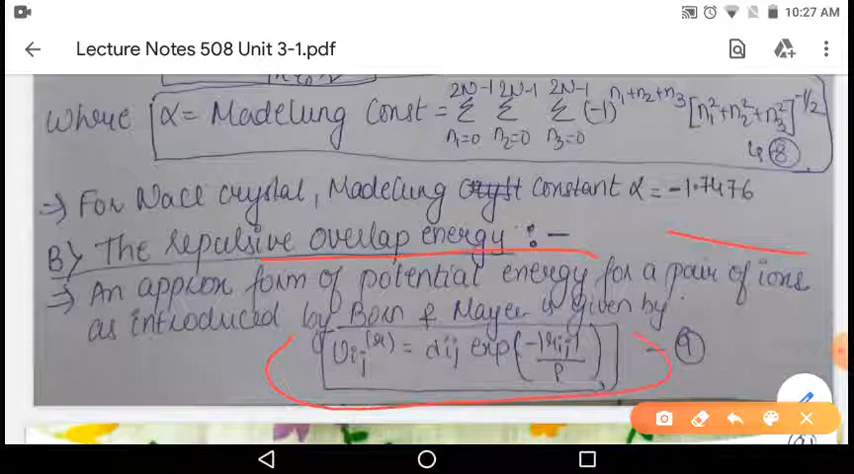 10:27 AM
Lecture Notes 508 Unit 3-1.pdf
where α = Madelung Const = 2N-1 Σ n₁=0 2N-1 Σ n₂=0 2N-1 Σ n₃=0 (-1)^n₁+n₂+n₃ [n₁²+n₂²+n₃²]^-1/2
(8)
⇒ For Nacl crystal, Madelung constant α = -1.7476
B) The repulsive overlap energy :-
⇒ An approx form of potential energy for a pair of ions
as introduced by Born & Mayer is given by
Uij^(r) = αij exp(-|rij|/ρ) - (9)